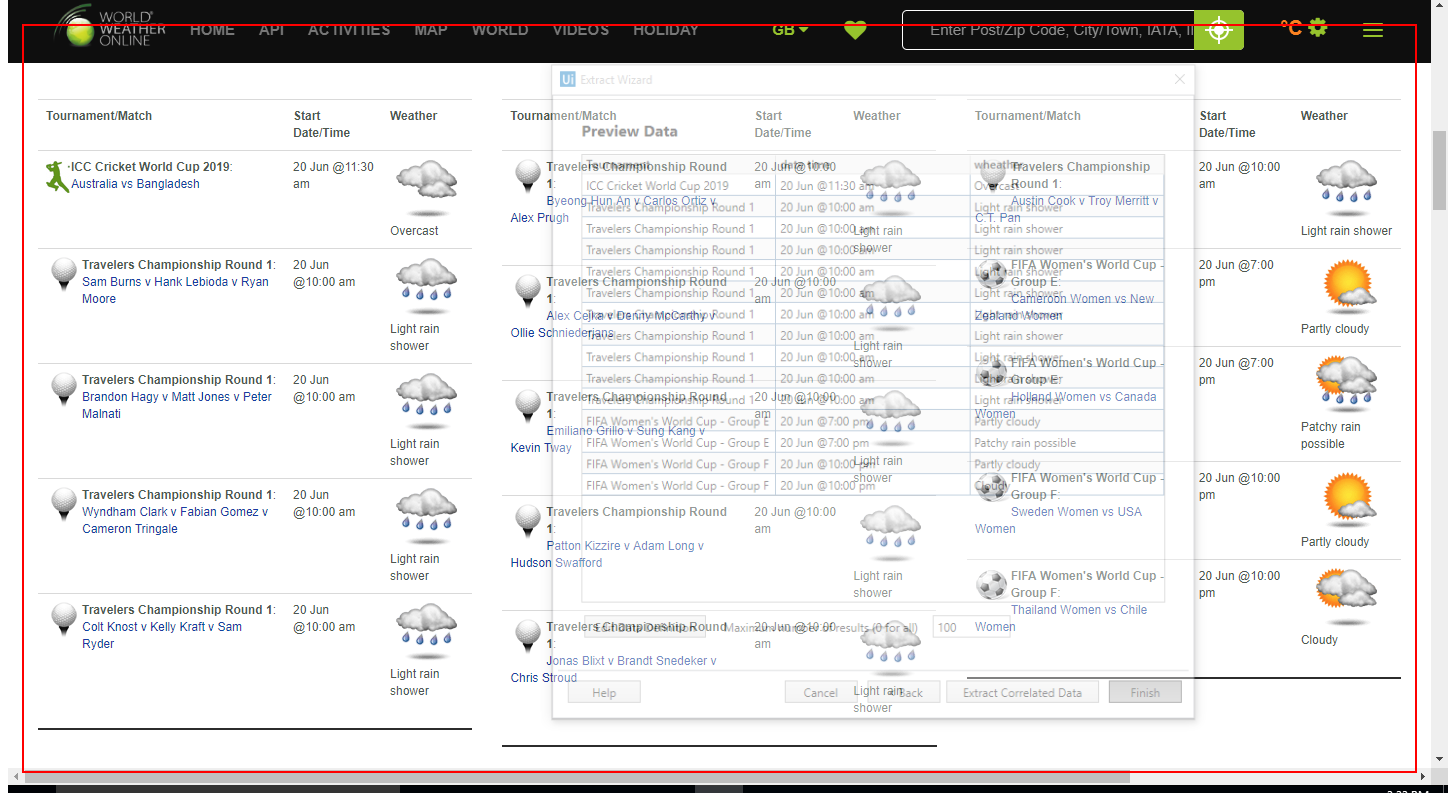 WORLD
WEATHER
ONLINE
HOME API ACTIVITIES MAP WORLD VIDEOS HOLIDAY
GB
Enter Post/Zip Code, City/Town, IATA, I
°C
Tournament/Match
Start
Date/Time
Weather
ICC Cricket World Cup 2019:
Australia vs Bangladesh
20 Jun @11:30
am
Overcast
Travelers Championship Round 1:
Sam Burns v Hank Lebioda v Ryan
Moore
20 Jun
@10:00 am
Light rain
shower
Travelers Championship Round 1:
Brandon Hagy v Matt Jones v Peter
Malnati
20 Jun
@10:00 am
Light rain
shower
Travelers Championship Round 1:
Wyndham Clark v Fabian Gomez v
Cameron Tringale
20 Jun
@10:00 am
Light rain
shower
Travelers Championship Round 1:
Colt Knost v Kelly Kraft v Sam
Ryder
20 Jun
@10:00 am
Light rain
shower
Tournament/Match
Start
Date/Time
Weather
Travelers Championship Round
1:
Byeong Hun An v Carlos Ortiz v
Alex Prugh
20 Jun @10:00
am
Light rain
shower
Travelers Championship Round
1:
Alex Cejka v Denny McCarthy v
Ollie Schniederjans
20 Jun @10:00
am
Light rain
shower
Travelers Championship Round
1:
Emiliano Grillo v Sung Kang v
Kevin Tway
20 Jun @10:00
am
Light rain
shower
Travelers Championship Round
1:
Patton Kizzire v Adam Long v
Hudson Swafford
20 Jun @10:00
am
Light rain
shower
Travelers Championship Round
1:
Jonas Blixt v Brandt Snedeker v
Chris Stroud
20 Jun @10:00
am
Light rain
shower
Tournament/Match
Start
Date/Time
Weather
Travelers Championship
Round 1:
Austin Cook v Troy Merritt v
C.T. Pan
20 Jun @10:00
am
Light rain shower
FIFA Women's World Cup -
Group E:
Cameroon Women vs New
Zealand Women
20 Jun @7:00
pm
Partly cloudy
FIFA Women's World Cup -
Group E:
Holland Women vs Canada
Women
20 Jun @7:00
pm
Patchy rain
possible
FIFA Women's World Cup -
Group F:
Sweden Women vs USA
Women
20 Jun @10:00
pm
Partly cloudy
FIFA Women's World Cup -
Group F:
Thailand Women vs Chile
Women
20 Jun @10:00
pm
Cloudy
Ui Extract Wizard
Preview Data
Tournament date time wheather
ICC Cricket World Cup 2019 20 Jun @11:30 am Overcast
Travelers Championship Round 1 20 Jun @10:00 am Light rain shower
Travelers Championship Round 1 20 Jun @10:00 am Light rain shower
Travelers Championship Round 1 20 Jun @10:00 am Light rain shower
Travelers Championship Round 1 20 Jun @10:00 am Light rain shower
Travelers Championship Round 1 20 Jun @10:00 am Light rain shower
Travelers Championship Round 1 20 Jun @10:00 am Light rain shower
Travelers Championship Round 1 20 Jun @10:00 am Light rain shower
Travelers Championship Round 1 20 Jun @10:00 am Light rain shower
Travelers Championship Round 1 20 Jun @10:00 am Light rain shower
Travelers Championship Round 1 20 Jun @10:00 am Light rain shower
FIFA Women's World Cup - Group E 20 Jun @7:00 pm Partly cloudy
FIFA Women's World Cup - Group E 20 Jun @7:00 pm Patchy rain possible
FIFA Women's World Cup - Group F 20 Jun @10:00 pm Partly cloudy
FIFA Women's World Cup - Group F 20 Jun @10:00 pm Cloudy
Edit Data Definition Maximum number of results (0 for all) 100
Help Cancel < Back Extract Correlated Data Finish